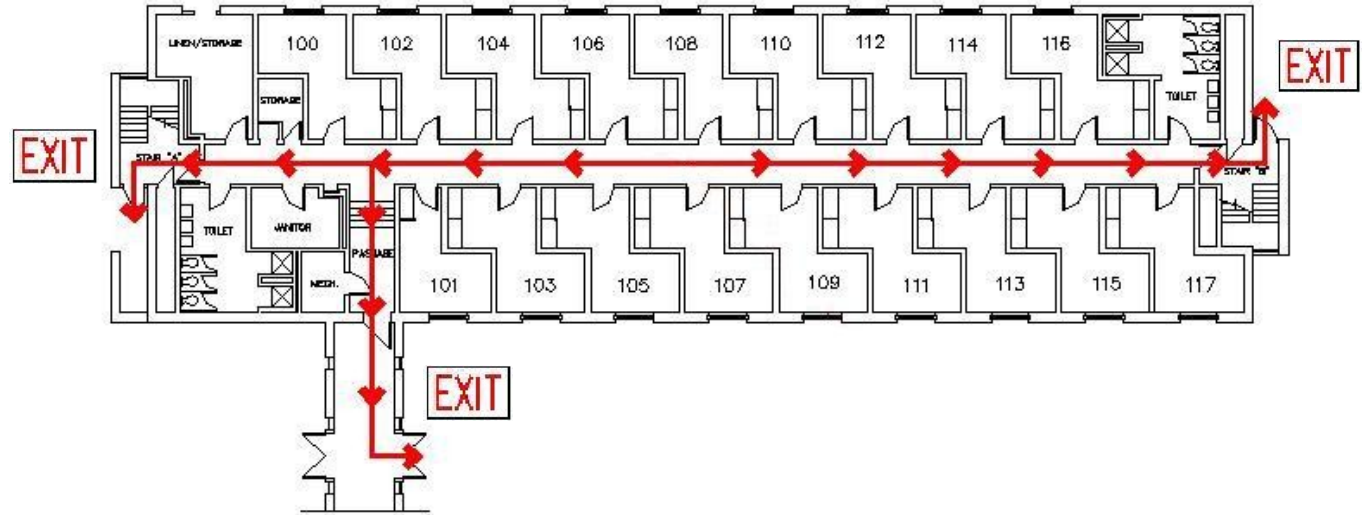 LINEN/STORAGE
100
102
104
106
108
110
112
114
116
EXIT
STORAGE
TOILET
EXIT
STAIR "A"
STAIR "B"
TOILET
JANITOR
PASSAGE
MECH.
101
103
105
107
109
111
113
115
117
EXIT